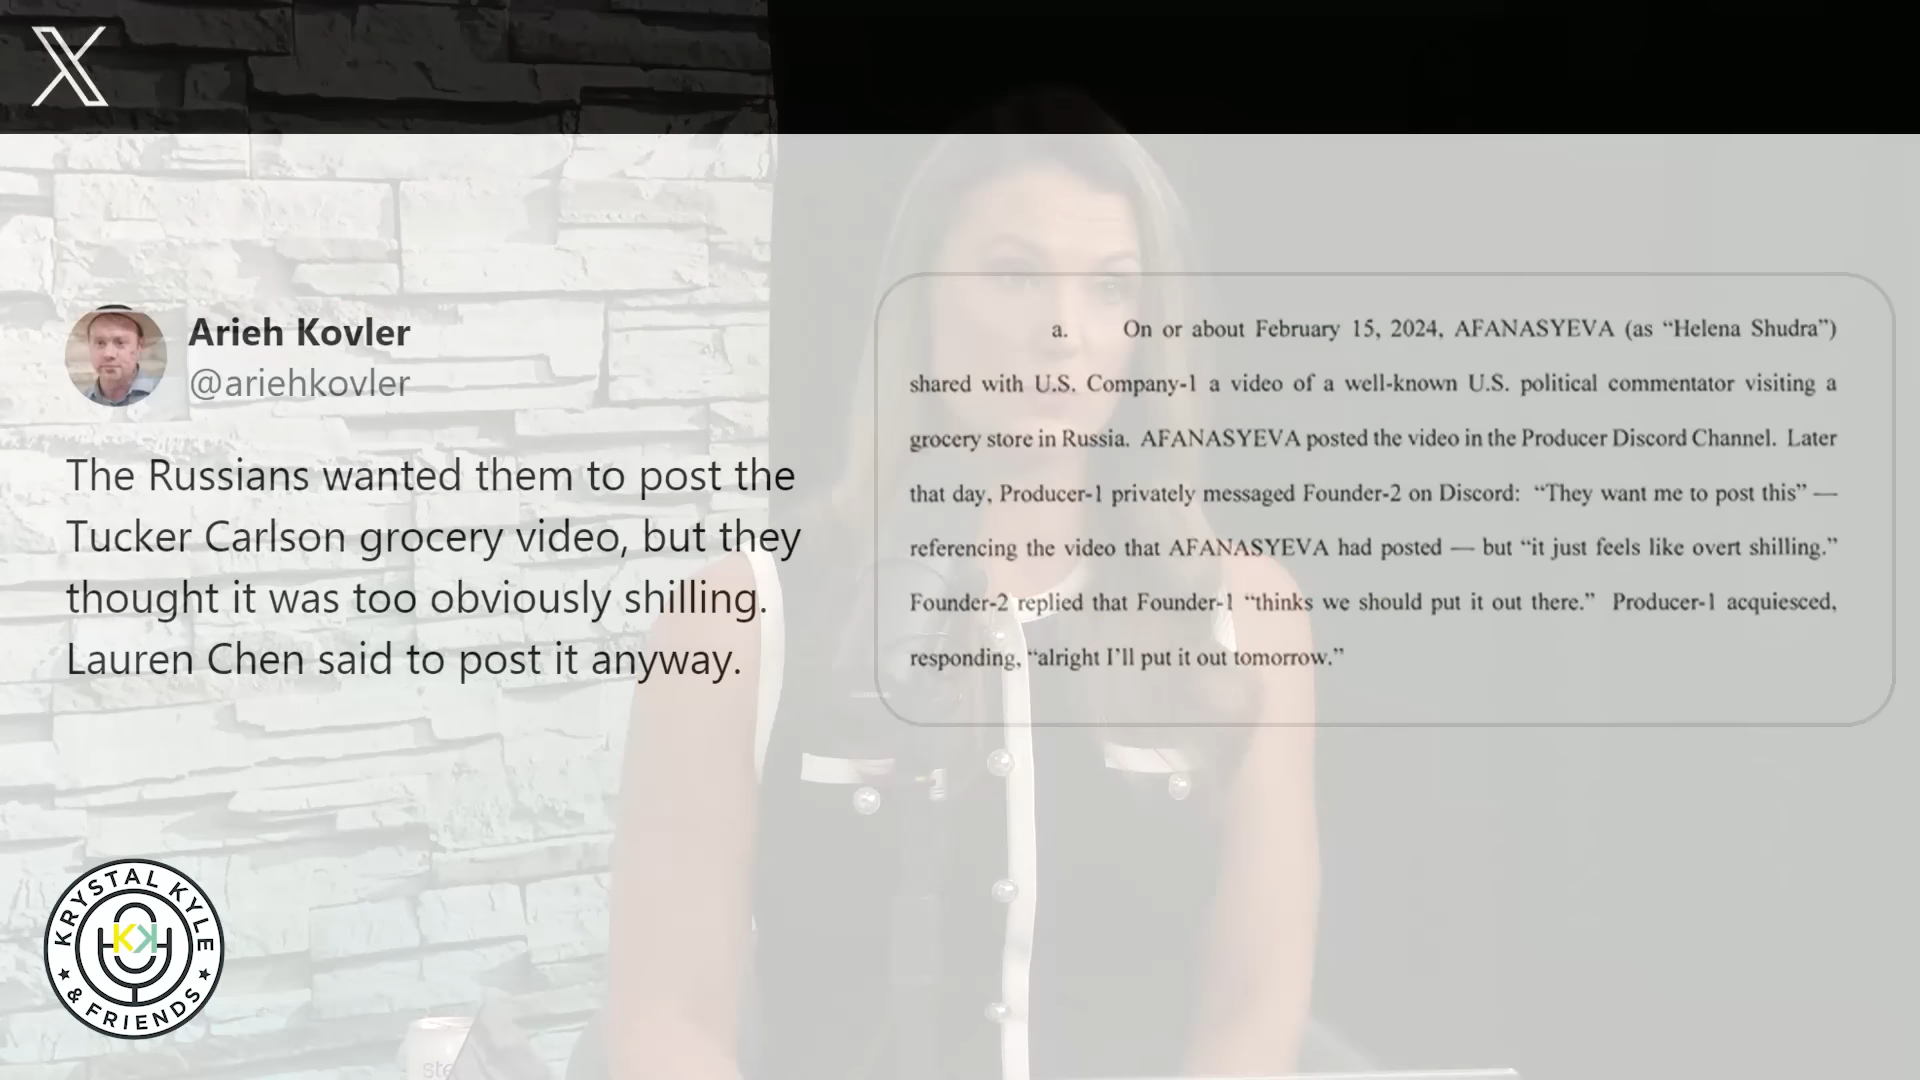 Arieh Kovler
@ariehkovler
The Russians wanted them to post the
Tucker Carlson grocery video, but they
thought it was too obviously shilling.
Lauren Chen said to post it anyway.
a. On or about February 15, 2024, AFANASYEVA (as “Helena Shudra”)
shared with U.S. Company-1 a video of a well-known U.S. political commentator visiting a
grocery store in Russia. AFANASYEVA posted the video in the Producer Discord Channel. Later
that day, Producer-1 privately messaged Founder-2 on Discord: “They want me to post this” —
referencing the video that AFANASYEVA had posted — but “it just feels like overt shilling.”
Founder-2 replied that Founder-1 “thinks we should put it out there.” Producer-1 acquiesced,
responding, “alright I’ll put it out tomorrow.”
KRYSTAL KYLE
& FRIENDS
KK